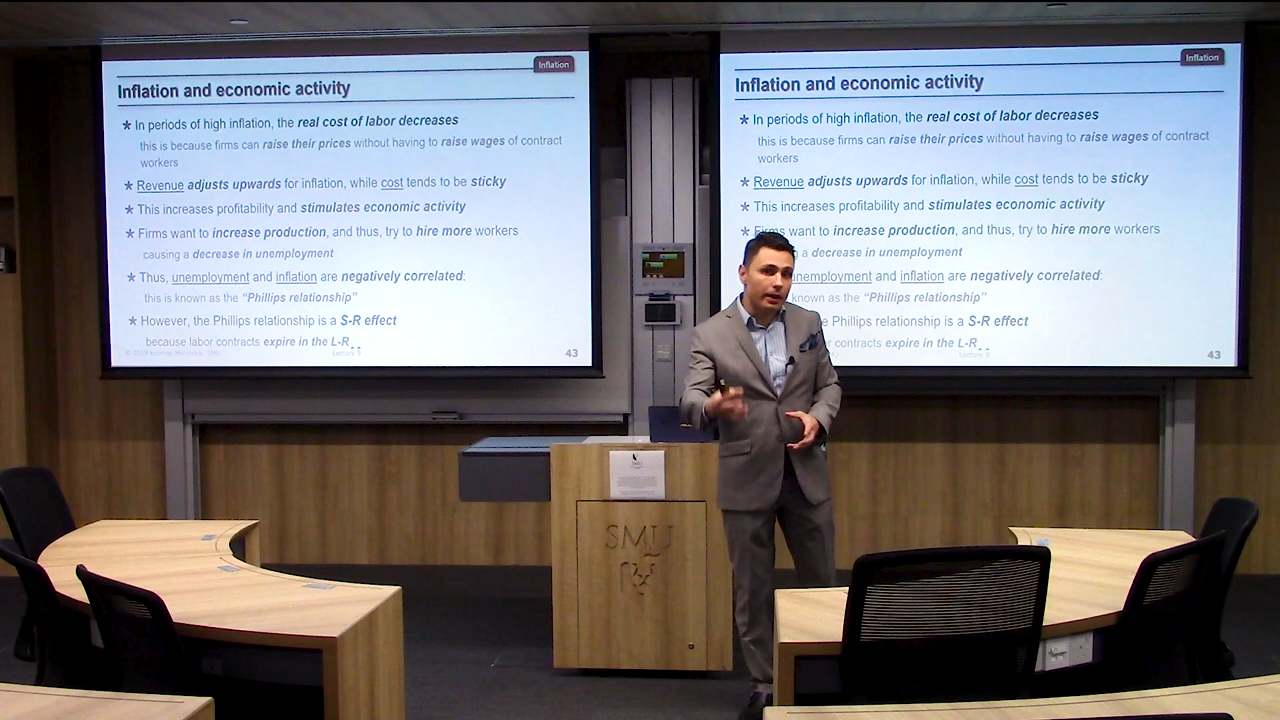 Inflation
Inflation and economic activity
* In periods of high inflation, the real cost of labor decreases
this is because firms can raise their prices without having to raise wages of contract
workers
* Revenue adjusts upwards for inflation, while cost tends to be sticky
* This increases profitability and stimulates economic activity
* Firms want to increase production, and thus, try to hire more workers
causing a decrease in unemployment
* Thus, unemployment and inflation are negatively correlated:
this is known as the “Phillips relationship”
* However, the Phillips relationship is a S-R effect
because labor contracts expire in the L-R
Lecture 9
43
Inflation
Inflation and economic activity
* In periods of high inflation, the real cost of labor decreases
this is because firms can raise their prices without having to raise wages of contract
workers
* Revenue adjusts upwards for inflation, while cost tends to be sticky
* This increases profitability and stimulates economic activity
* Firms want to increase production, and thus, try to hire more workers
a decrease in unemployment
unemployment and inflation are negatively correlated:
known as the “Phillips relationship”
Phillips relationship is a S-R effect
contracts expire in the L-R
Lecture 9
43
SMU